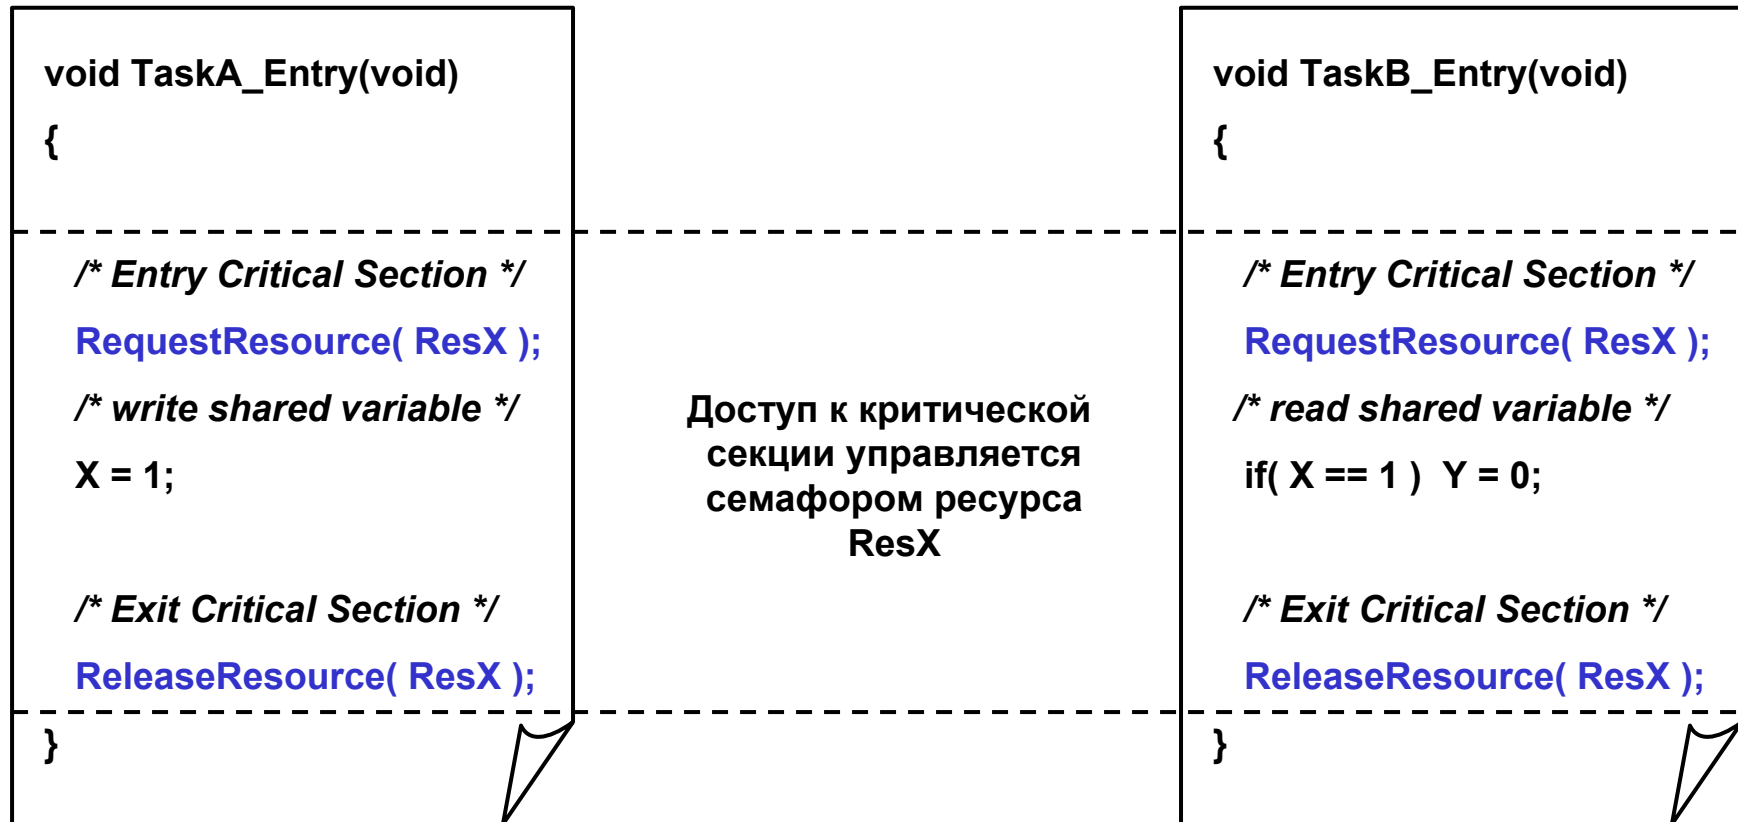 void TaskA_Entry(void)
{
/* Entry Critical Section */
RequestResource( ResX );
/* write shared variable */
X = 1;
/* Exit Critical Section */
ReleaseResource( ResX );
}
Доступ к критической
секции управляется
семафором ресурса
ResX
void TaskB_Entry(void)
{
/* Entry Critical Section */
RequestResource( ResX );
/* read shared variable */
if( X == 1 ) Y = 0;
/* Exit Critical Section */
ReleaseResource( ResX );
}